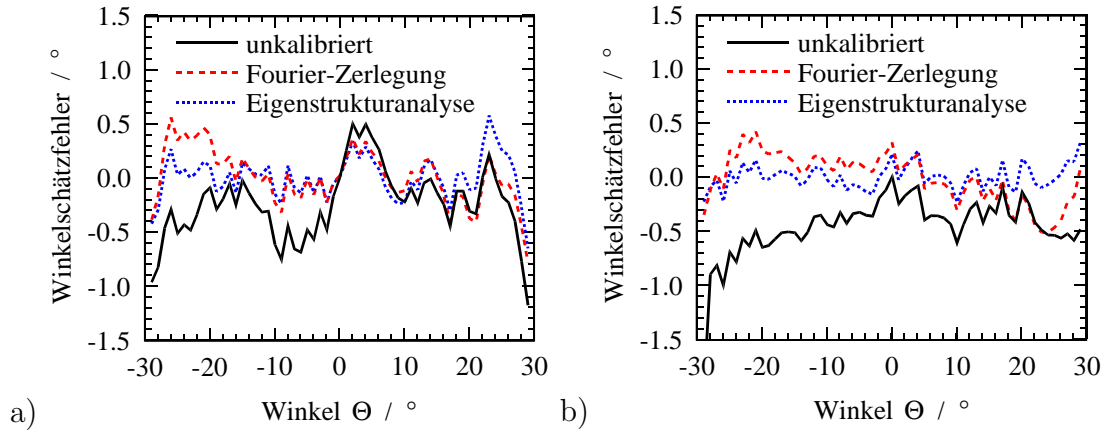 1.5
1.0
0.5
0.0
-0.5
-1.0
-1.5
-30
-20
-10
0
10
20
30
Winkelschätzfehler / °
Winkel Θ / °
unkalibriert
Fourier-Zerlegung
Eigenstrukturanalyse
a)
1.5
1.0
0.5
0.0
-0.5
-1.0
-1.5
-30
-20
-10
0
10
20
30
Winkelschätzfehler / °
Winkel Θ / °
unkalibriert
Fourier-Zerlegung
Eigenstrukturanalyse
b)